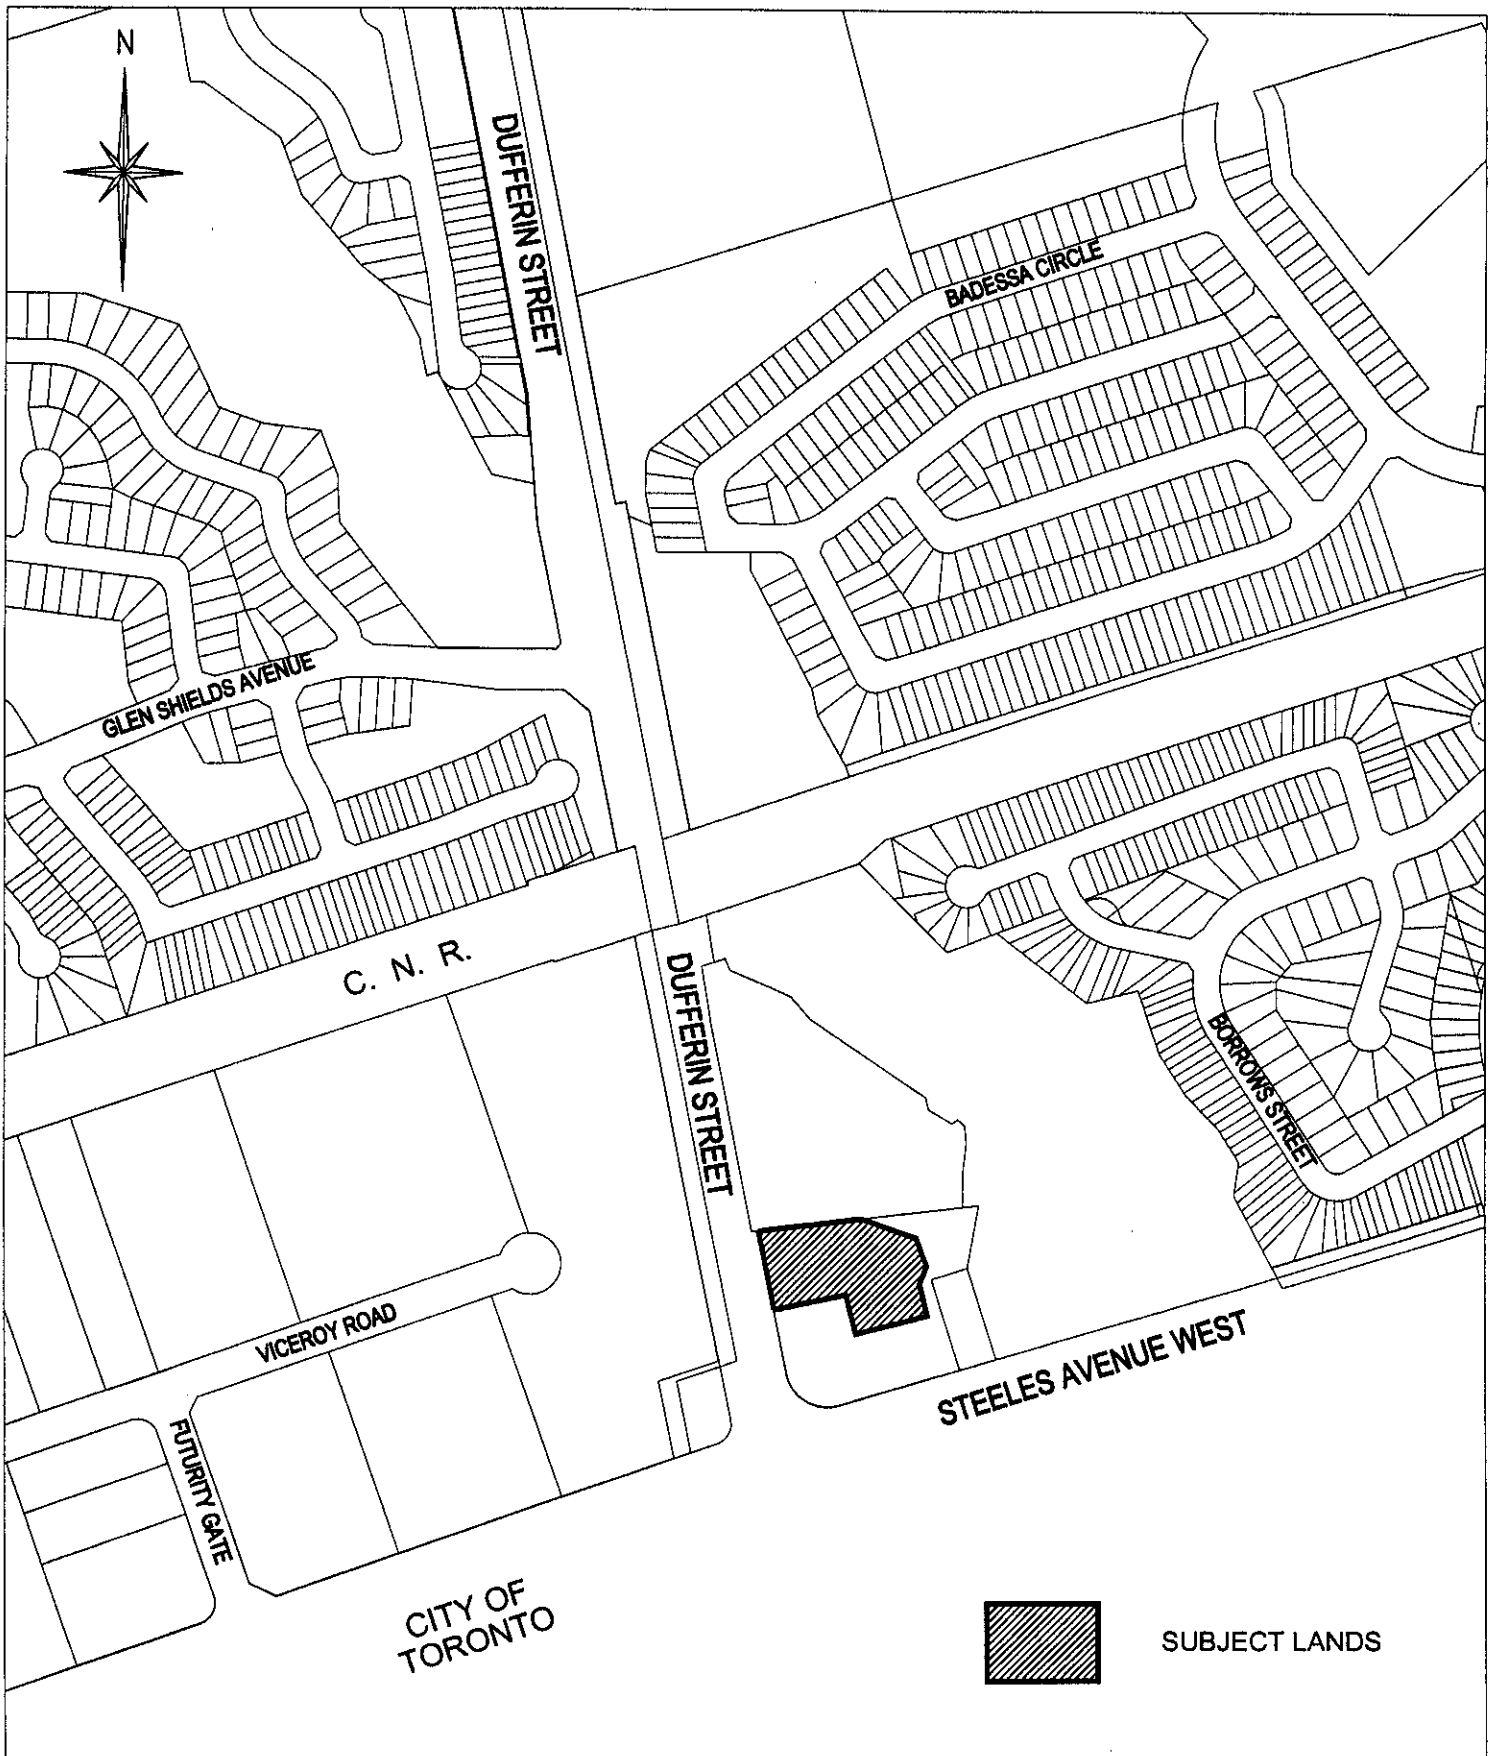 N
DUFFERIN STREET
BADESSA CIRCLE
GLEN SHIELDS AVENUE
C. N. R.
DUFFERIN STREET
BORROWS STREET
VICEROY ROAD
STEELES AVENUE WEST
FUTURITY GATE
CITY OF
TORONTO
SUBJECT LANDS